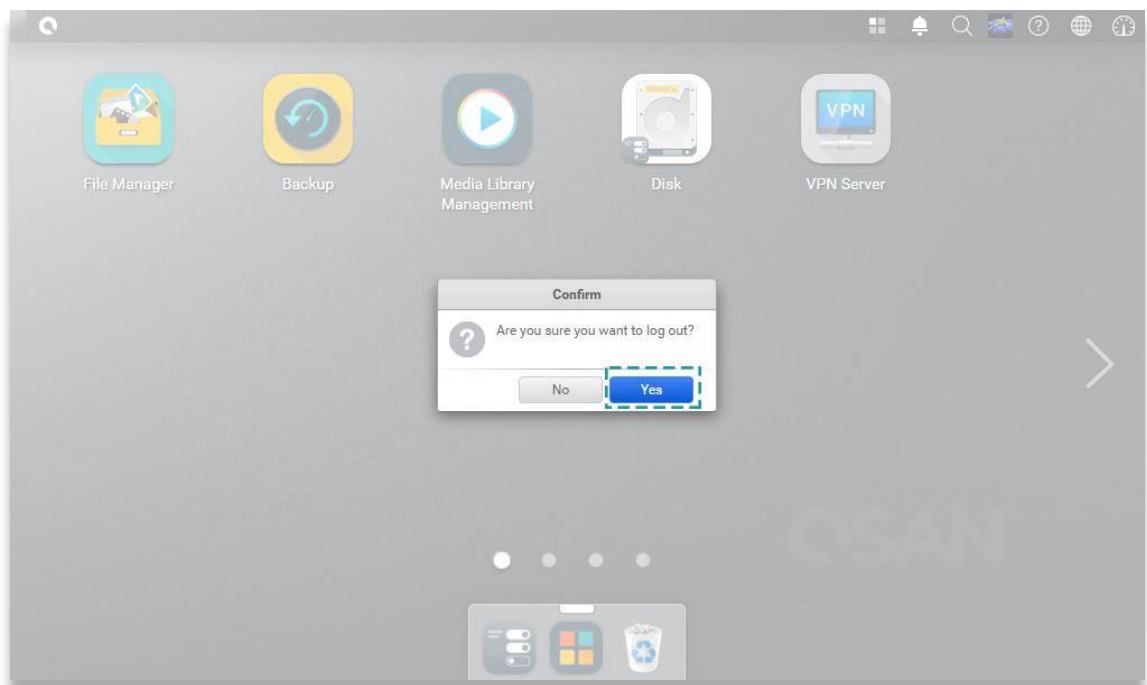 File Manager
Backup
Media Library
Management
Disk
VPN
VPN Server
Confirm
?
Are you sure you want to log out?
No
Yes
QSAN